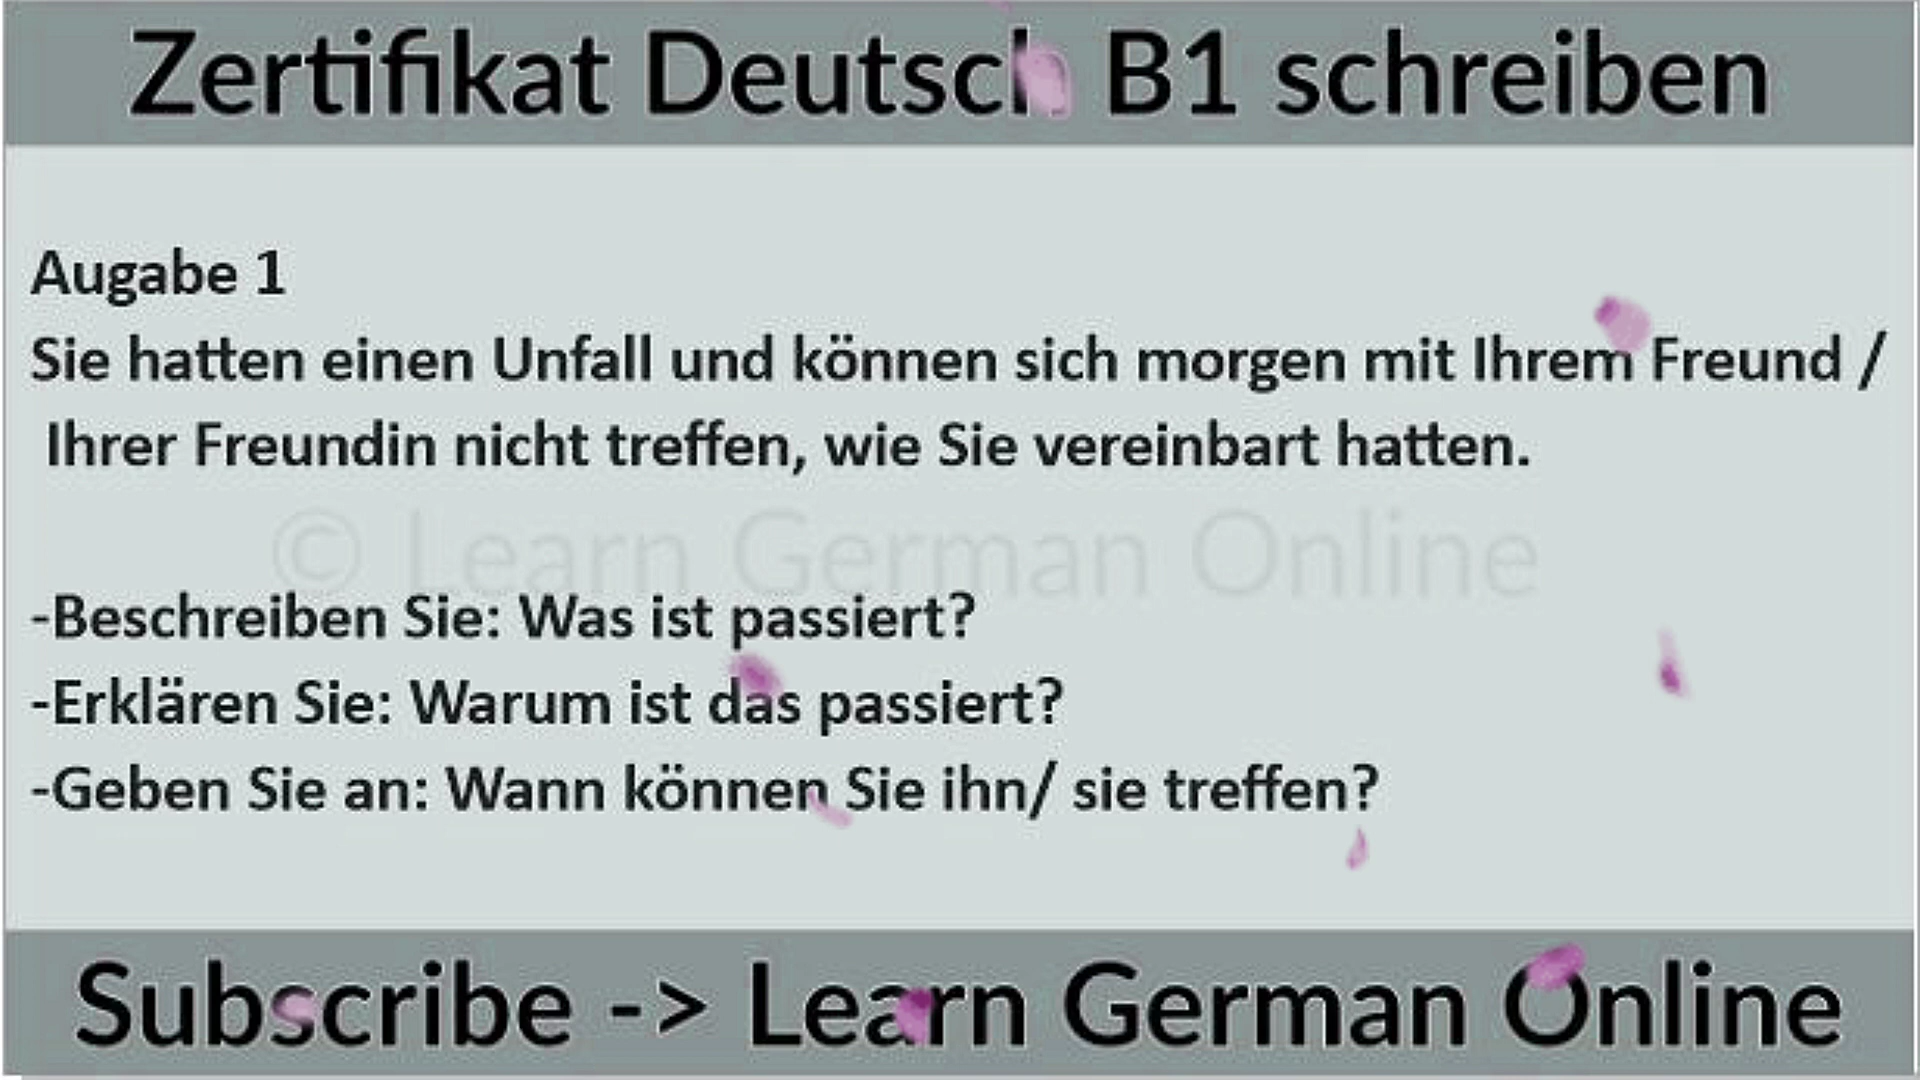 Zertifikat Deutsch B1 schreiben
Augabe 1
Sie hatten einen Unfall und können sich morgen mit Ihrem Freund /
Ihrer Freundin nicht treffen, wie Sie vereinbart hatten.
© Learn German Online
-Beschreiben Sie: Was ist passiert?
-Erklären Sie: Warum ist das passiert?
-Geben Sie an: Wann können Sie ihn/ sie treffen?
Subscribe -> Learn German Online